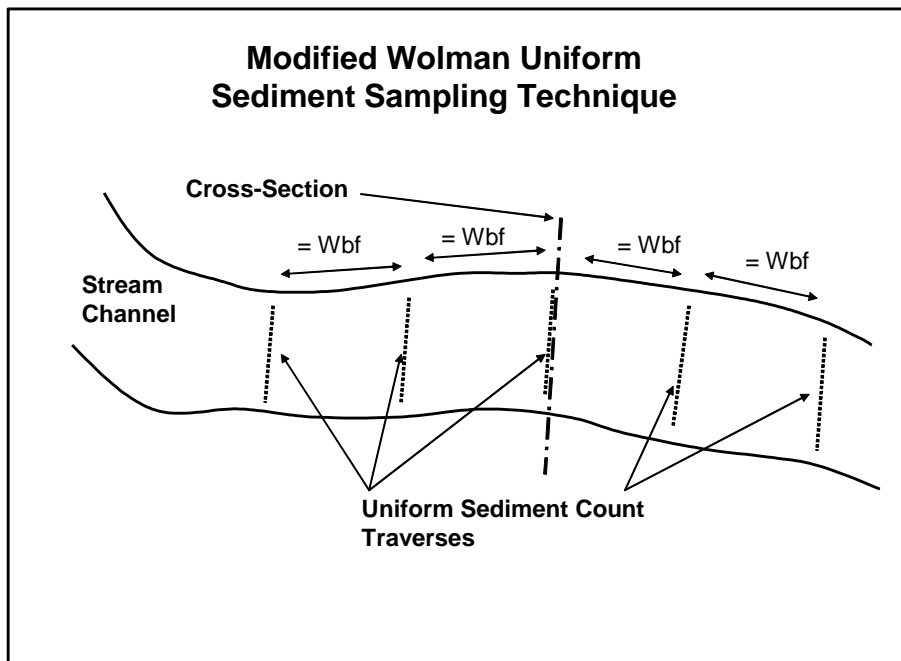 Modified Wolman Uniform
Sediment Sampling Technique
Cross-Section
= Wbf
= Wbf
= Wbf
= Wbf
Stream
Channel
Uniform Sediment Count
Traverses